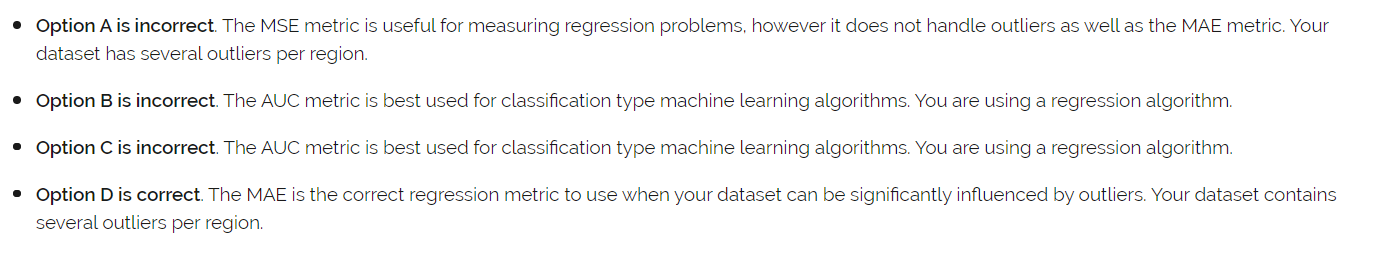 • Option A is incorrect. The MSE metric is useful for measuring regression problems, however it does not handle outliers as well as the MAE metric. Your
dataset has several outliers per region.
• Option B is incorrect. The AUC metric is best used for classification type machine learning algorithms. You are using a regression algorithm.
• Option C is incorrect. The AUC metric is best used for classification type machine learning algorithms. You are using a regression algorithm.
• Option D is correct. The MAE is the correct regression metric to use when your dataset can be significantly influenced by outliers. Your dataset contains
several outliers per region.